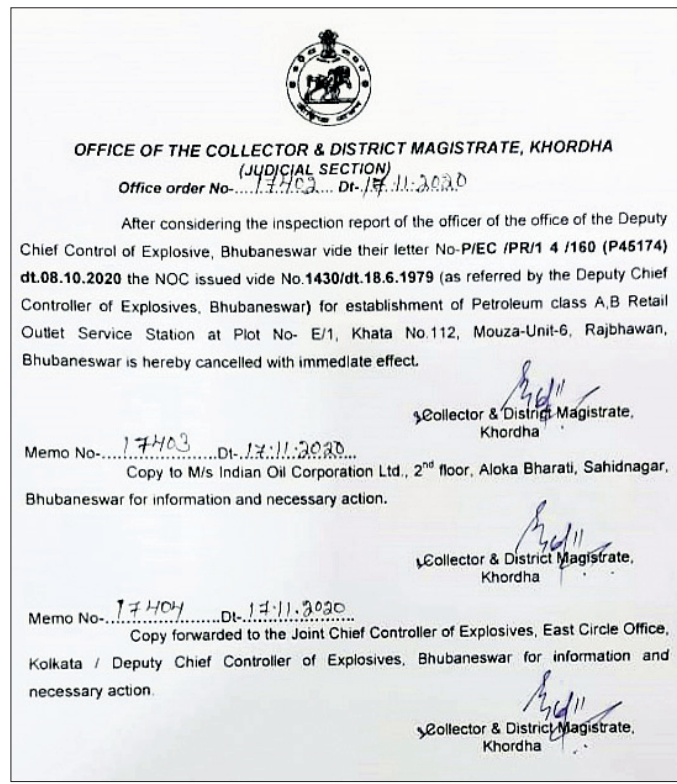 OFFICE OF THE COLLECTOR & DISTRICT MAGISTRATE, KHORDHA
(JUDICIAL SECTION)
Office order No-....17402.... Dt-.17.11.2020
After considering the inspection report of the officer of the office of the Deputy
Chief Control of Explosive, Bhubaneswar vide their letter No-P/EC /PR/1 4 /160 (P45174)
dt.08.10.2020 the NOC issued vide No.1430/dt.18.6.1979 (as referred by the Deputy Chief
Controller of Explosives, Bhubaneswar) for establishment of Petroleum class A,B Retail
Outlet Service Station at Plot No- E/1, Khata No.112, Mouza-Unit-6, Rajbhawan,
Bhubaneswar is hereby cancelled with immediate effect.
Collector & District Magistrate,
Khordha
Memo No-...17403......Dt-.17.11.2020...
Copy to M/s Indian Oil Corporation Ltd., 2nd floor, Aloka Bharati, Sahidnagar,
Bhubaneswar for information and necessary action.
Collector & District Magistrate,
Khordha
Memo No-..17404.......Dt-.17.11.2020
Copy forwarded to the Joint Chief Controller of Explosives, East Circle Office,
Kolkata / Deputy Chief Controller of Explosives, Bhubaneswar for information and
necessary action.
Collector & District Magistrate,
Khordha